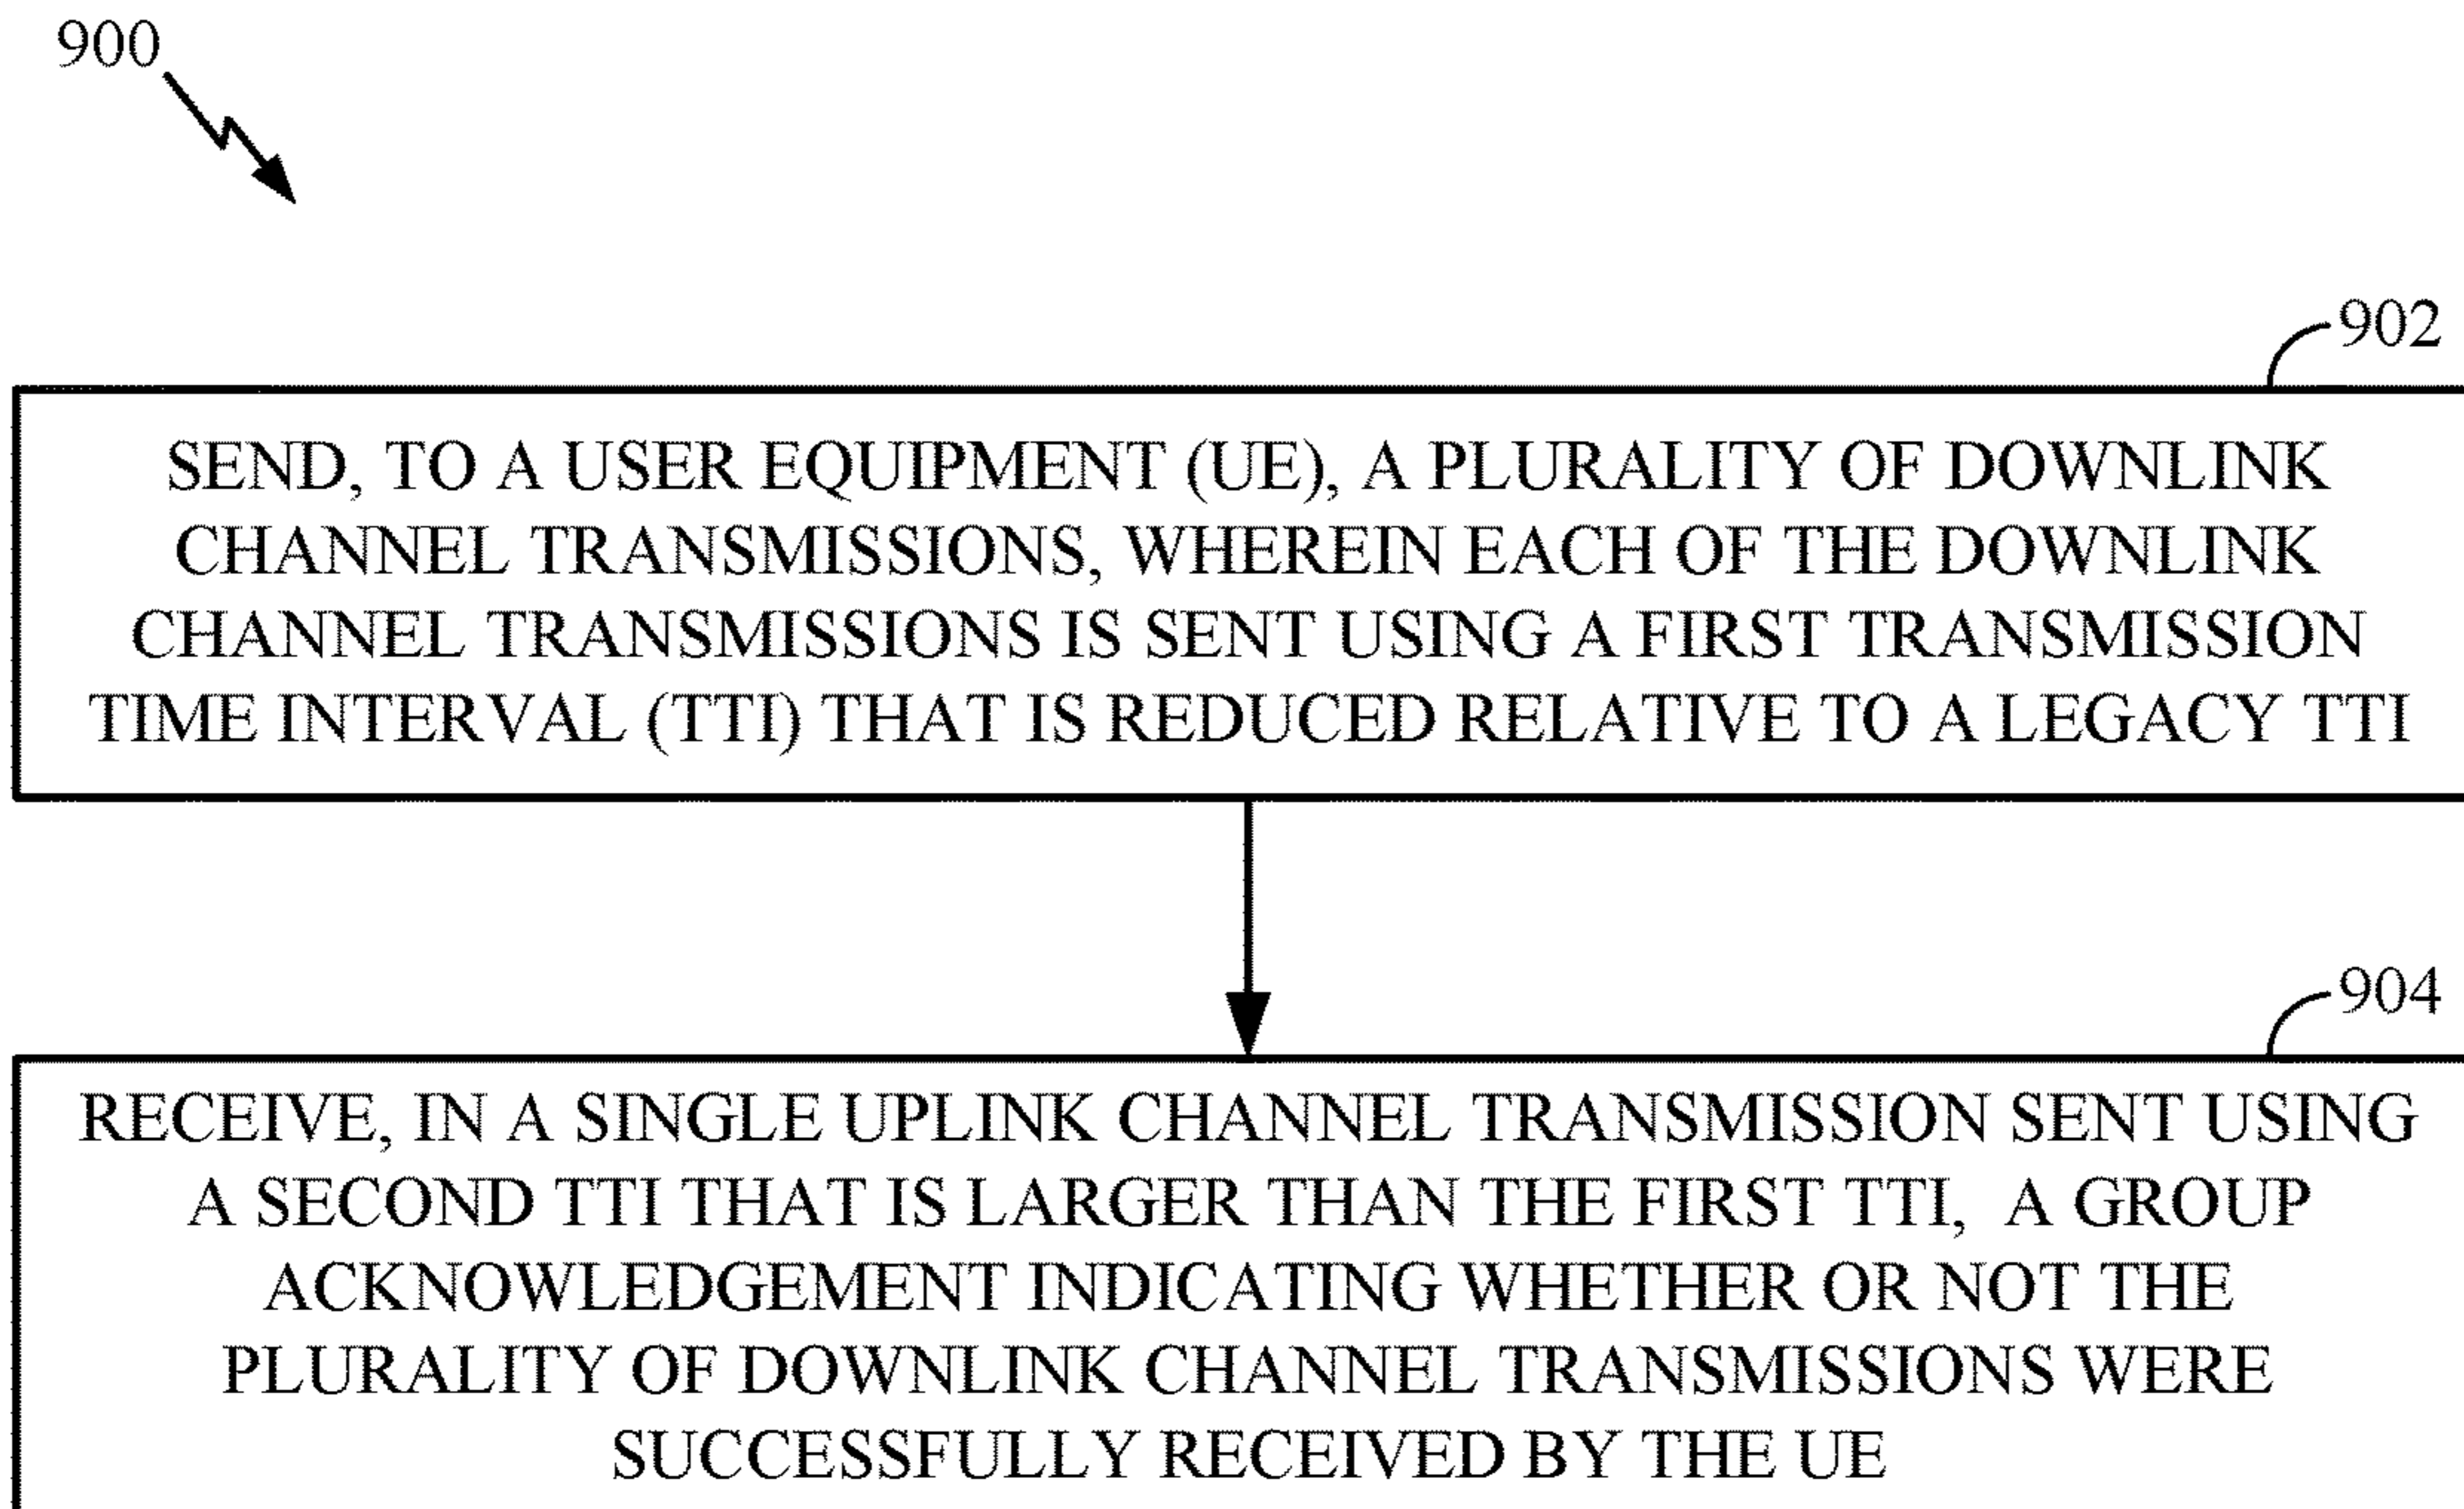 900
902
SEND, TO A USER EQUIPMENT (UE), A PLURALITY OF DOWNLINK
CHANNEL TRANSMISSIONS, WHEREIN EACH OF THE DOWNLINK
CHANNEL TRANSMISSIONS IS SENT USING A FIRST TRANSMISSION
TIME INTERVAL (TTI) THAT IS REDUCED RELATIVE TO A LEGACY TTI
904
RECEIVE, IN A SINGLE UPLINK CHANNEL TRANSMISSION SENT USING
A SECOND TTI THAT IS LARGER THAN THE FIRST TTI, A GROUP
ACKNOWLEDGEMENT INDICATING WHETHER OR NOT THE
PLURALITY OF DOWNLINK CHANNEL TRANSMISSIONS WERE
SUCCESSFULLY RECEIVED BY THE UE